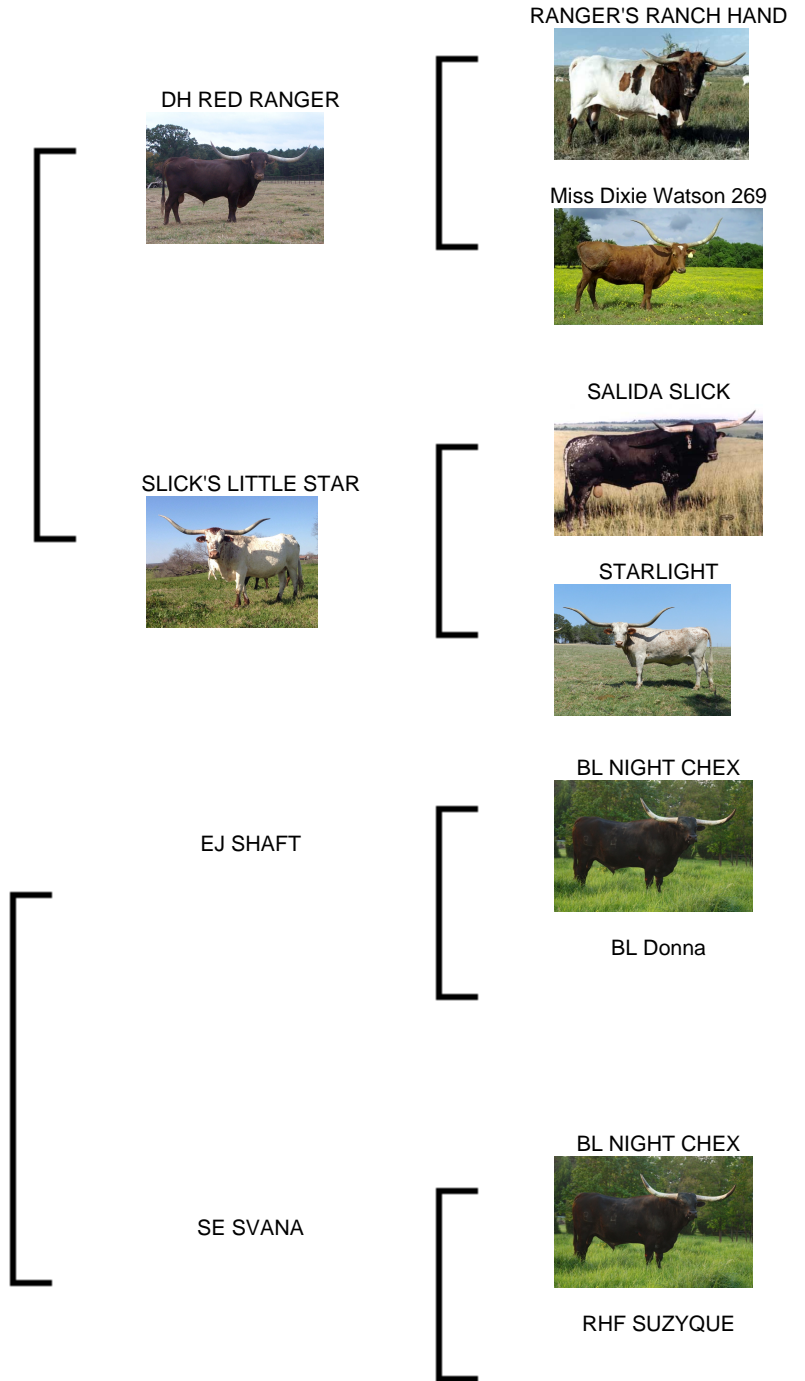 RANGER'S RANCH HAND
DH RED RANGER
Miss Dixie Watson 269
SALIDA SLICK
SLICK'S LITTLE STAR
STARLIGHT
BL NIGHT CHEX
EJ SHAFT
BL Donna
BL NIGHT CHEX
SE SVANA
RHF SUZYQUE